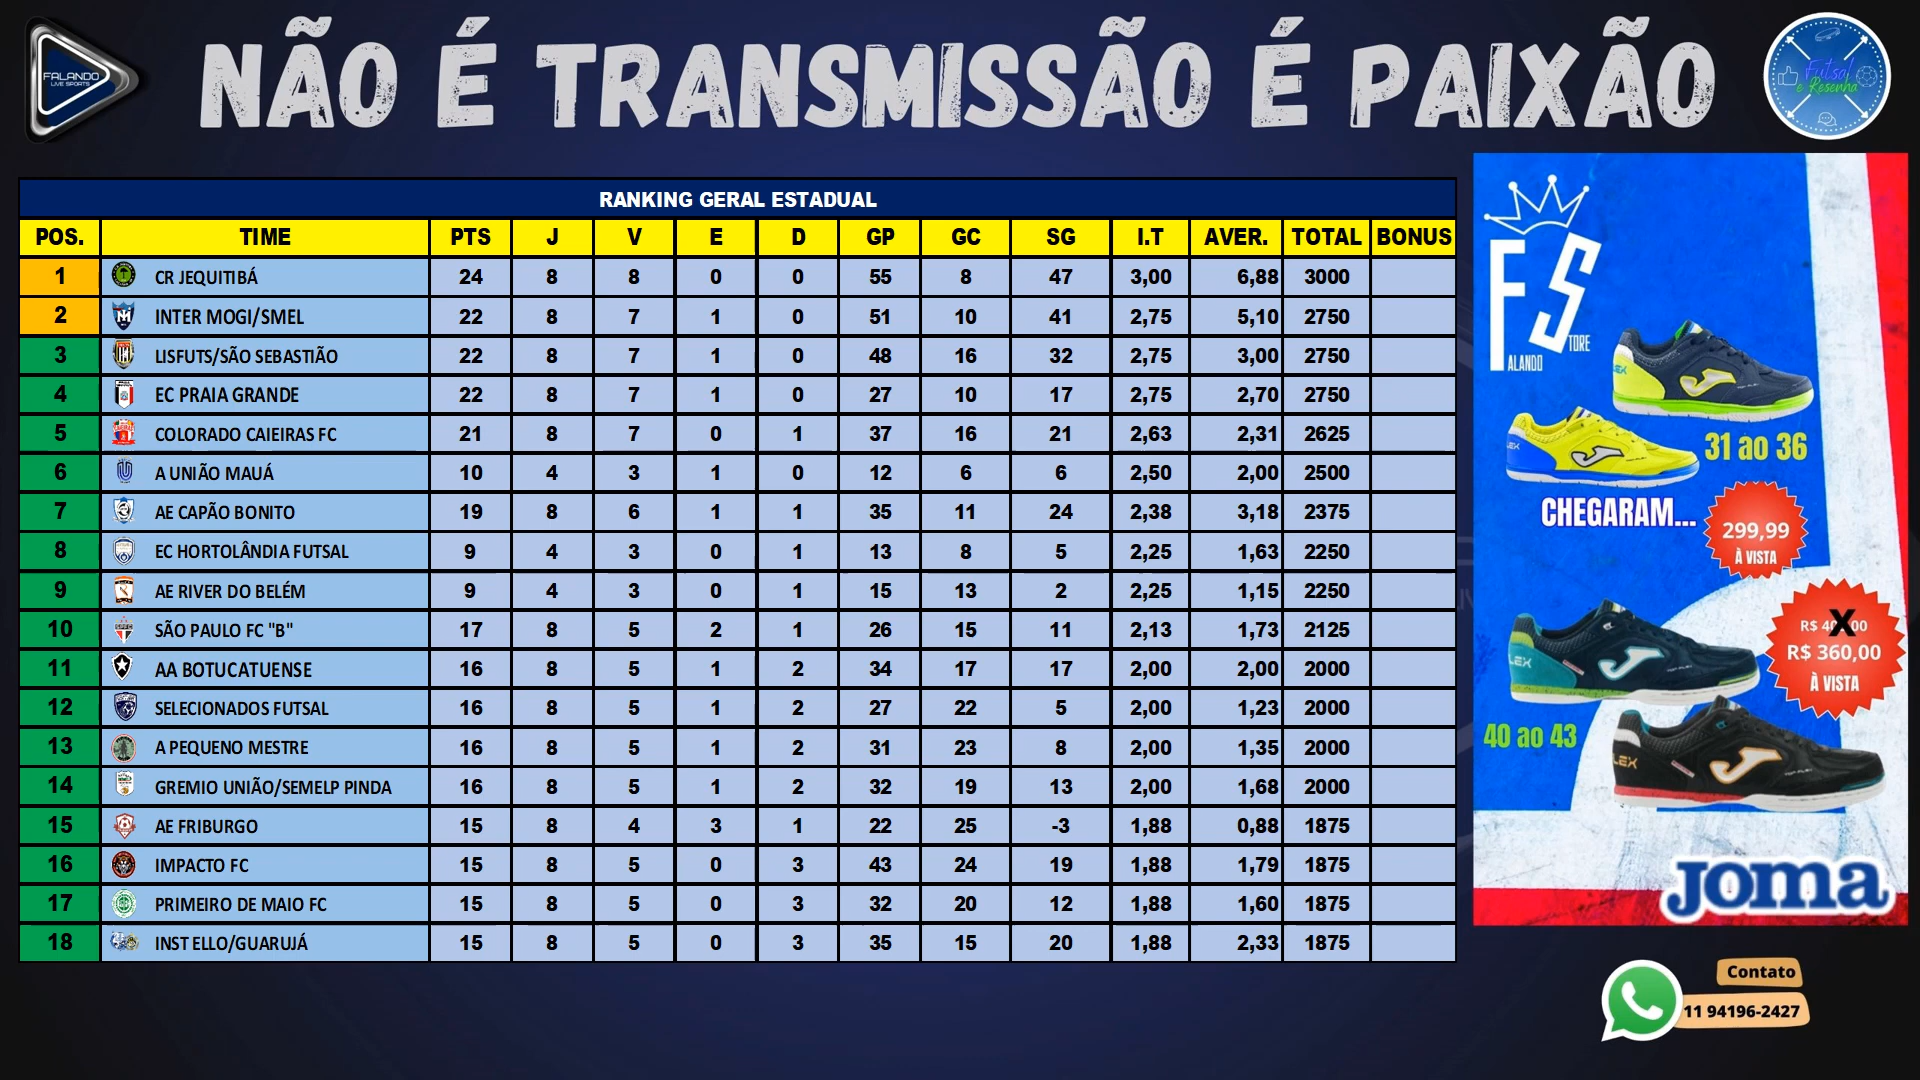 FALANDO
LIVE SPORTS
NÃO É TRANSMISSÃO É PAIXÃO
Futsal
e Resenha
RANKING GERAL ESTADUAL
POS. TIME PTS J V E D GP GC SG I.T AVER. TOTAL BONUS
1 CR JEQUITIBÁ 24 8 8 0 0 55 8 47 3,00 6,88 3000
2 INTER MOGI/SMEL 22 8 7 1 0 51 10 41 2,75 5,10 2750
3 LISFUTS/SÃO SEBASTIÃO 22 8 7 1 0 48 16 32 2,75 3,00 2750
4 EC PRAIA GRANDE 22 8 7 1 0 27 10 17 2,75 2,70 2750
5 COLORADO CAIEIRAS FC 21 8 7 0 1 37 16 21 2,63 2,31 2625
6 A UNIÃO MAUÁ 10 4 3 1 0 12 6 6 2,50 2,00 2500
7 AE CAPÃO BONITO 19 8 6 1 1 35 11 24 2,38 3,18 2375
8 EC HORTOLÂNDIA FUTSAL 9 4 3 0 1 13 8 5 2,25 1,63 2250
9 AE RIVER DO BELÉM 9 4 3 0 1 15 13 2 2,25 1,15 2250
10 SÃO PAULO FC "B" 17 8 5 2 1 26 15 11 2,13 1,73 2125
11 AA BOTUCATUENSE 16 8 5 1 2 34 17 17 2,00 2,00 2000
12 SELECIONADOS FUTSAL 16 8 5 1 2 27 22 5 2,00 1,23 2000
13 A PEQUENO MESTRE 16 8 5 1 2 31 23 8 2,00 1,35 2000
14 GREMIO UNIÃO/SEMELP PINDA 16 8 5 1 2 32 19 13 2,00 1,68 2000
15 AE FRIBURGO 15 8 4 3 1 22 25 -3 1,88 0,88 1875
16 IMPACTO FC 15 8 5 0 3 43 24 19 1,88 1,79 1875
17 PRIMEIRO DE MAIO FC 15 8 5 0 3 32 20 12 1,88 1,60 1875
18 INST ELLO/GUARUJÁ 15 8 5 0 3 35 15 20 1,88 2,33 1875
FALANDO STORE
31 ao 36
CHEGARAM...
299,99
À VISTA
R$ 360,00
À VISTA
40 ao 43
Joma
Contato
11 94196-2427